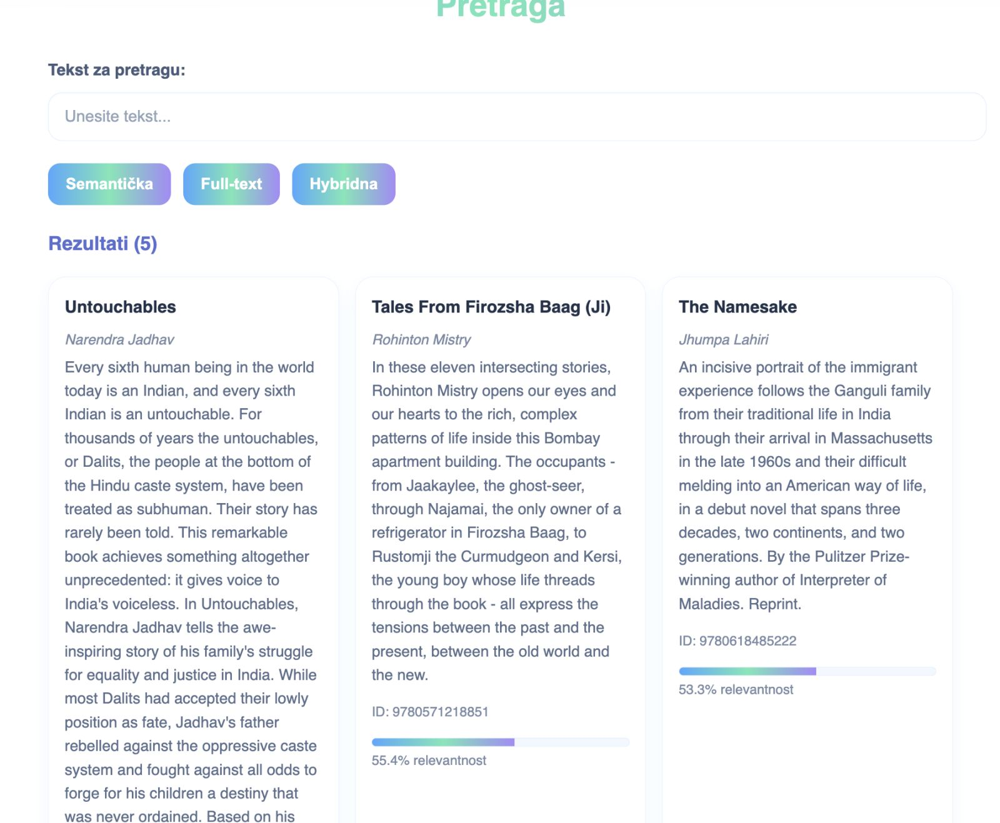 Pretraga
Tekst za pretragu:
Unesite tekst...
Semantička
Full-text
Hybridna
Rezultati (5)
Untouchables
Narendra Jadhav
Every sixth human being in the world
today is an Indian, and every sixth
Indian is an untouchable. For
thousands of years the untouchables,
or Dalits, the people at the bottom of
the Hindu caste system, have been
treated as subhuman. Their story has
rarely been told. This remarkable
book achieves something altogether
unprecedented: it gives voice to
India's voiceless. In Untouchables,
Narendra Jadhav tells the awe-
inspiring story of his family's struggle
for equality and justice in India. While
most Dalits had accepted their lowly
position as fate, Jadhav's father
rebelled against the oppressive caste
system and fought against all odds to
forge for his children a destiny that
was never ordained. Based on his
Tales From Firozsha Baag (Ji)
Rohinton Mistry
In these eleven intersecting stories,
Rohinton Mistry opens our eyes and
our hearts to the rich, complex
patterns of life inside this Bombay
apartment building. The occupants -
from Jaakaylee, the ghost-seer,
through Najamai, the only owner of a
refrigerator in Firozsha Baag, to
Rustomji the Curmudgeon and Kersi,
the young boy whose life threads
through the book - all express the
tensions between the past and the
present, between the old world and
the new.
ID: 9780571218851
55.4% relevantnost
The Namesake
Jhumpa Lahiri
An incisive portrait of the immigrant
experience follows the Ganguli family
from their traditional life in India
through their arrival in Massachusetts
in the late 1960s and their difficult
melding into an American way of life,
in a debut novel that spans three
decades, two continents, and two
generations. By the Pulitzer Prize-
winning author of Interpreter of
Maladies. Reprint.
ID: 9780618485222
53.3% relevantnost